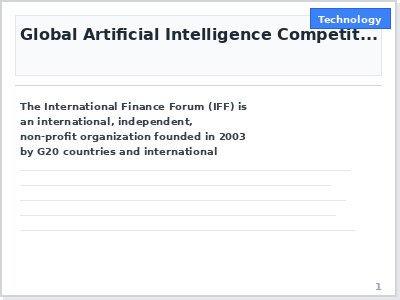 Technology
Global Artificial Intelligence Competit...
The International Finance Forum (IFF) is
an international, independent,
non-profit organization founded in 2003
by G20 countries and international
1